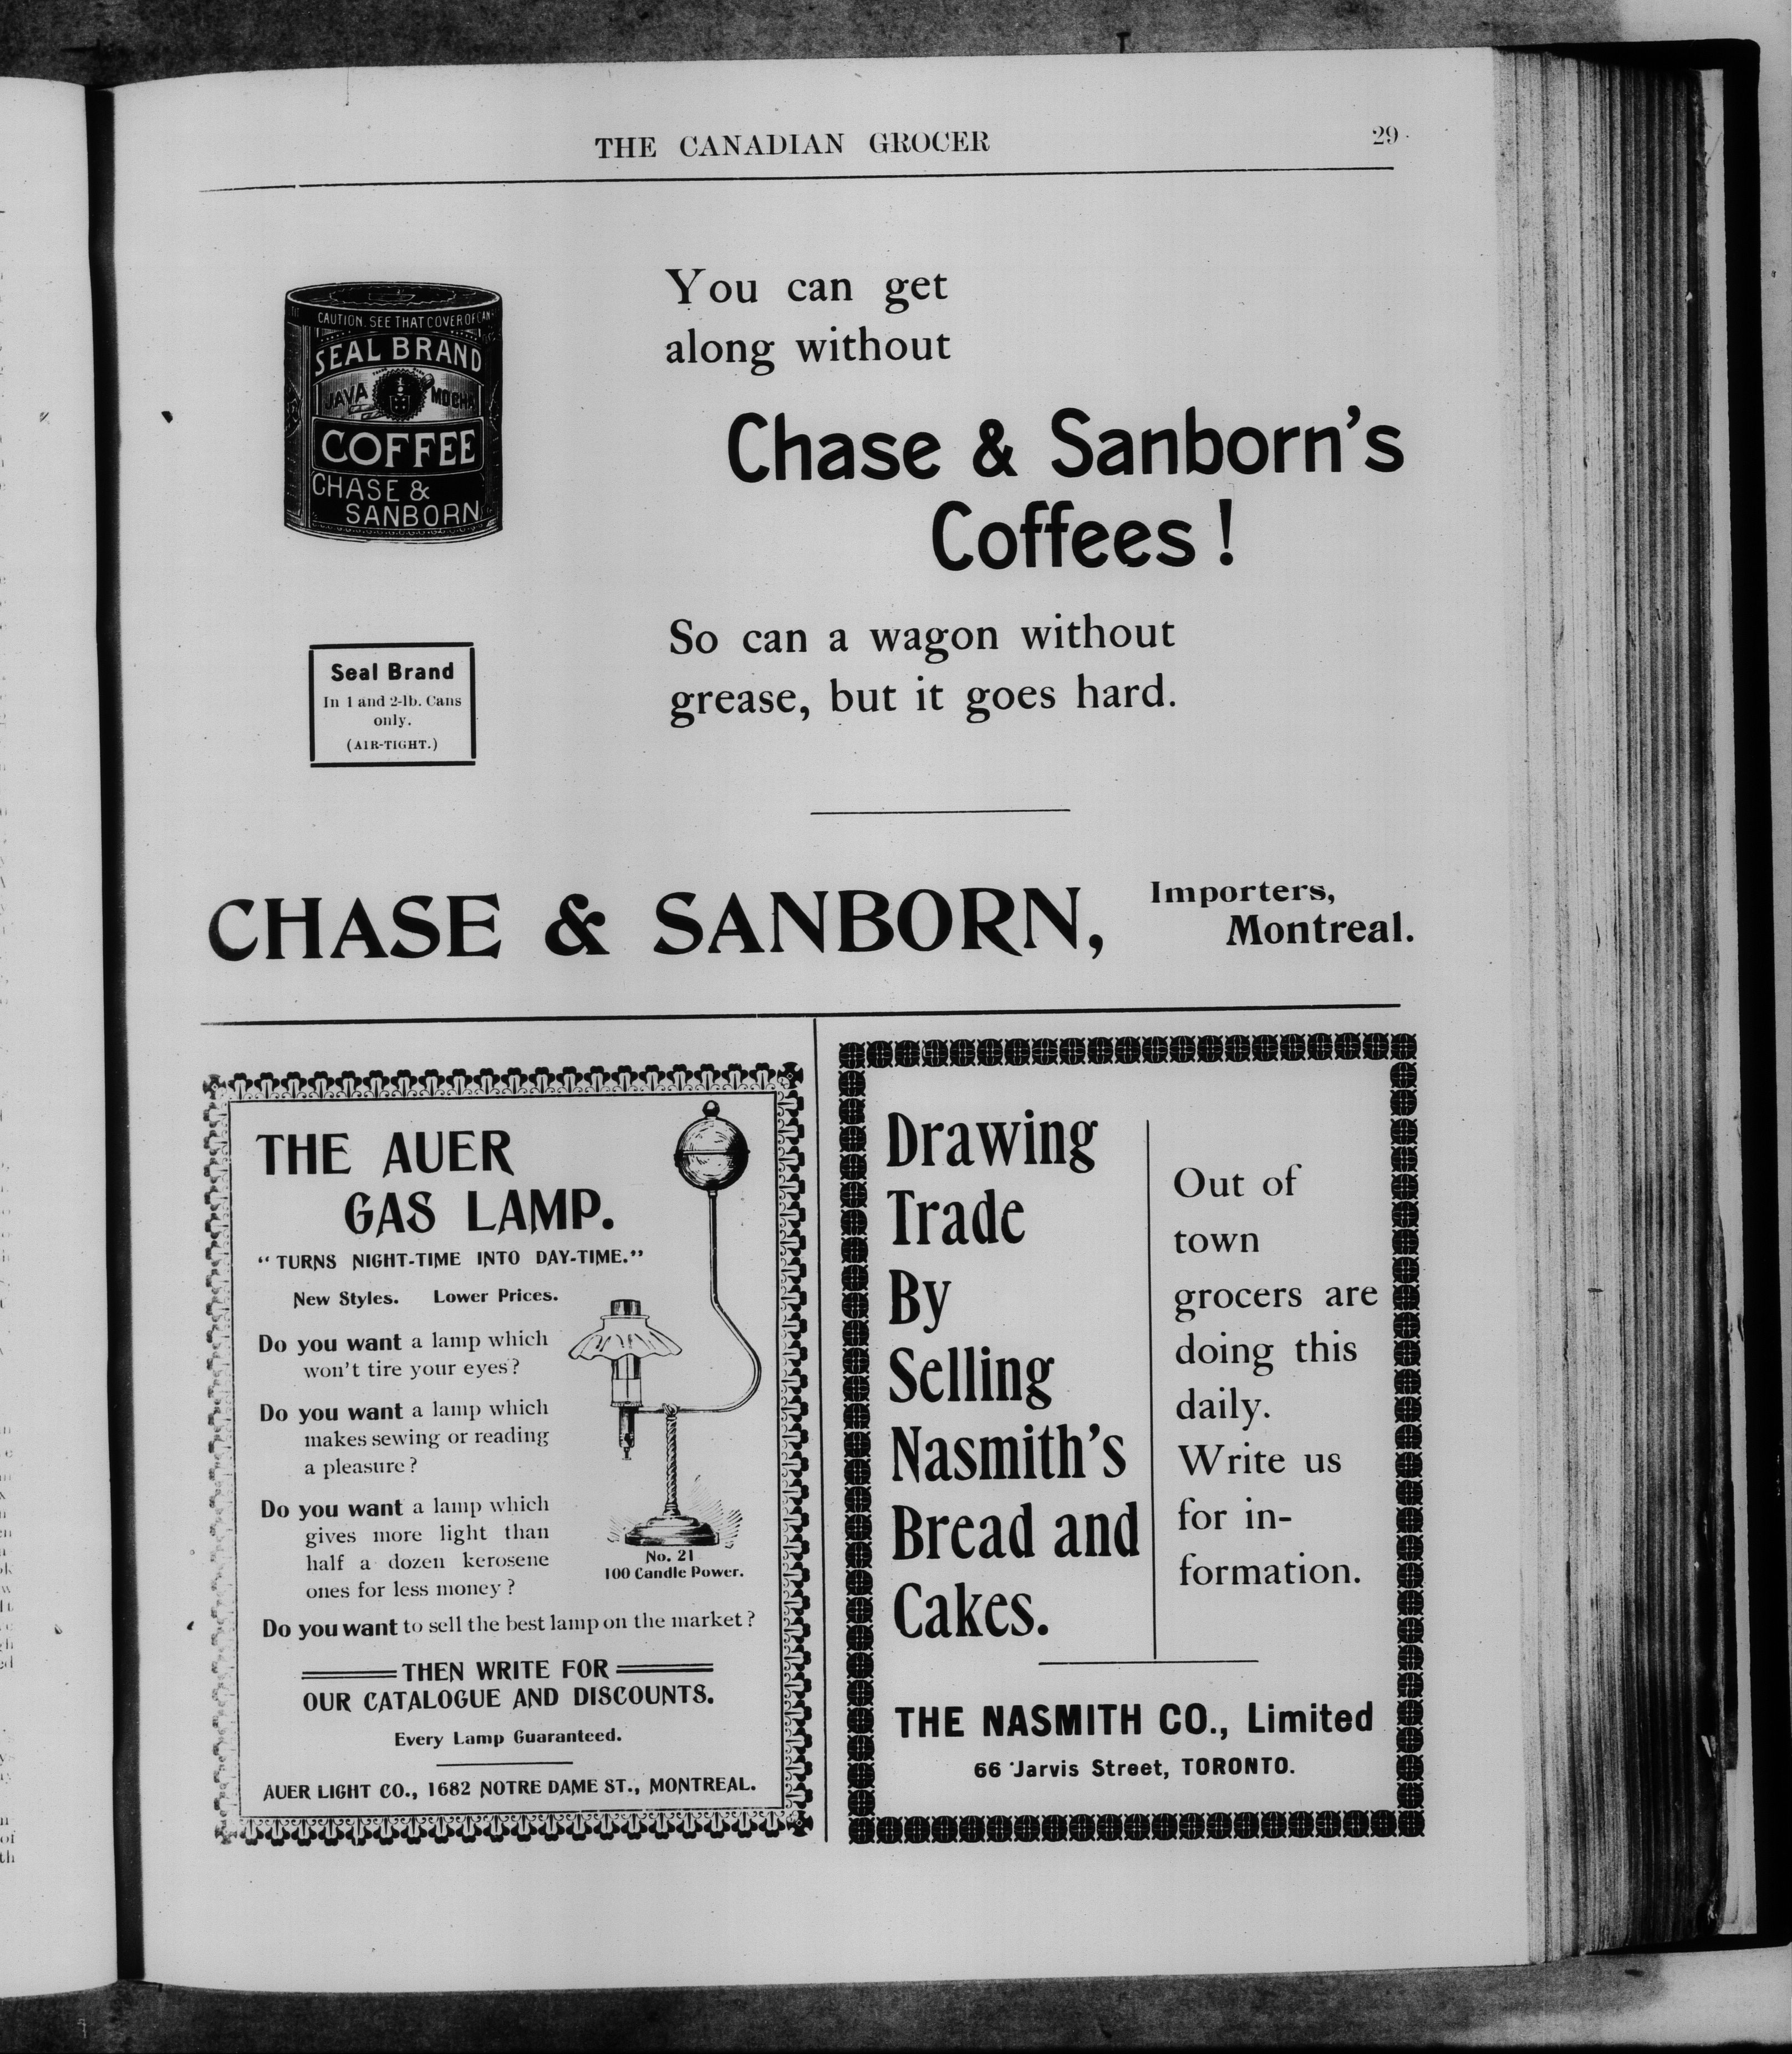 THE CANADIAN GROCER 29
CAUTION. SEE THAT COVER OF CAN
SEAL BRAND
JAVA MOCHA
COFFEE
CHASE &
SANBORN
Seal Brand
In 1 and 2-lb. Cans
only.
(AIR-TIGHT.)
You can get
along without
Chase & Sanborn's
Coffees!
So can a wagon without
grease, but it goes hard.
CHASE & SANBORN,
Importers,
Montreal.
THE AUER
GAS LAMP.
"TURNS NIGHT-TIME INTO DAY-TIME."
New Styles. Lower Prices.
Do you want a lamp which
won't tire your eyes?
Do you want a lamp which
makes sewing or reading
a pleasure?
Do you want a lamp which
gives more light than
half a dozen kerosene
ones for less money?
No. 21
100 Candle Power.
Do you want to sell the best lamp on the market?
THEN WRITE FOR
OUR CATALOGUE AND DISCOUNTS.
Every Lamp Guaranteed.
AUER LIGHT CO., 1682 NOTRE DAME ST., MONTREAL.
Drawing
Trade
By
Selling
Nasmith's
Bread and
Cakes.
Out of
town
grocers are
doing this
daily.
Write us
for in-
formation.
THE NASMITH CO., Limited
66 Jarvis Street, TORONTO.